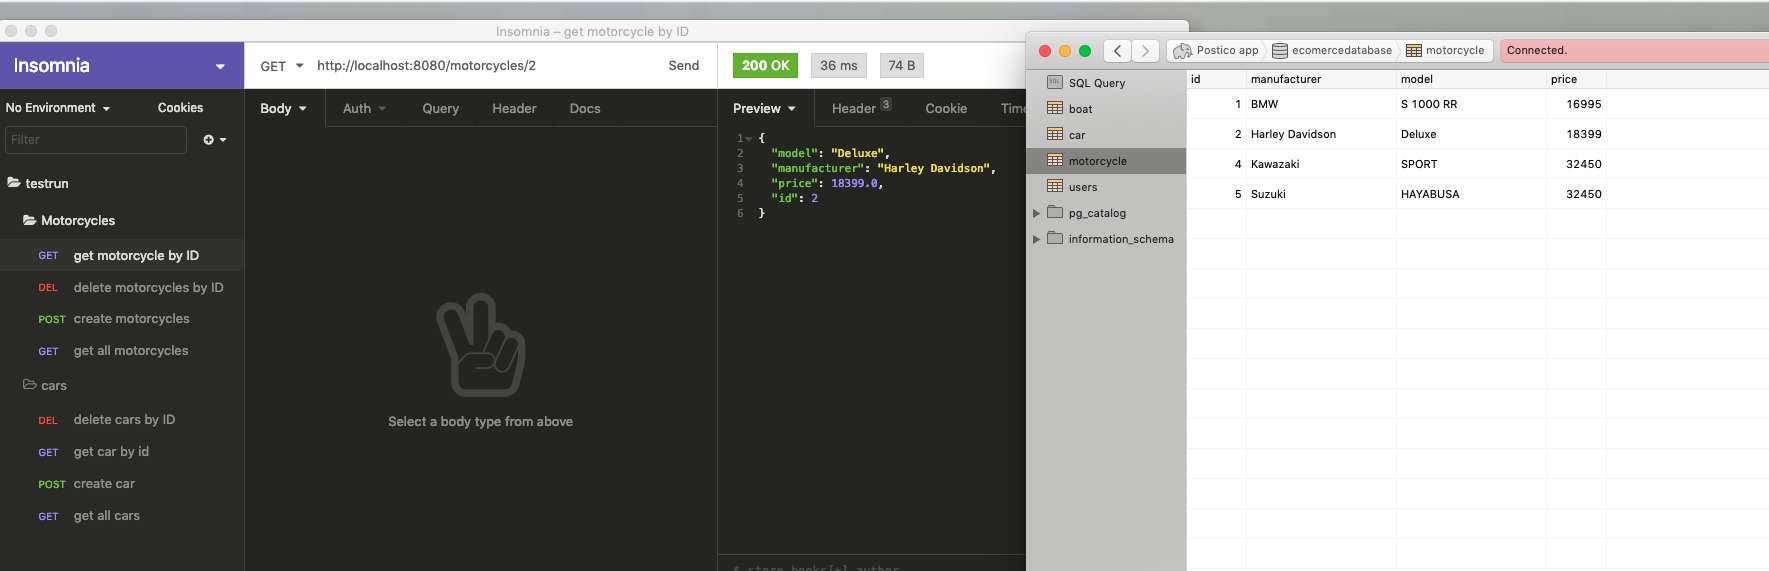 Insomnia – get motorcycle by ID
Insomnia
GET http://localhost:8080/motorcycles/2 Send
200 OK 36 ms 74 B
No Environment Cookies
Filter
testrun
Motorcycles
GET get motorcycle by ID
DEL delete motorcycles by ID
POST create motorcycles
GET get all motorcycles
cars
DEL delete cars by ID
GET get car by id
POST create car
GET get all cars
Body Auth Query Header Docs
Select a body type from above
Preview Header 3 Cookie Time
1 {
2 "model": "Deluxe",
3 "manufacturer": "Harley Davidson",
4 "price": 18399.0,
5 "id": 2
6 }
Postico app ecomercedatabase motorcycle Connected.
SQL SQL Query
boat
car
motorcycle
users
pg_catalog
information_schema
id manufacturer model price
1 BMW S 1000 RR 16995
2 Harley Davidson Deluxe 18399
4 Kawazaki SPORT 32450
5 Suzuki HAYABUSA 32450